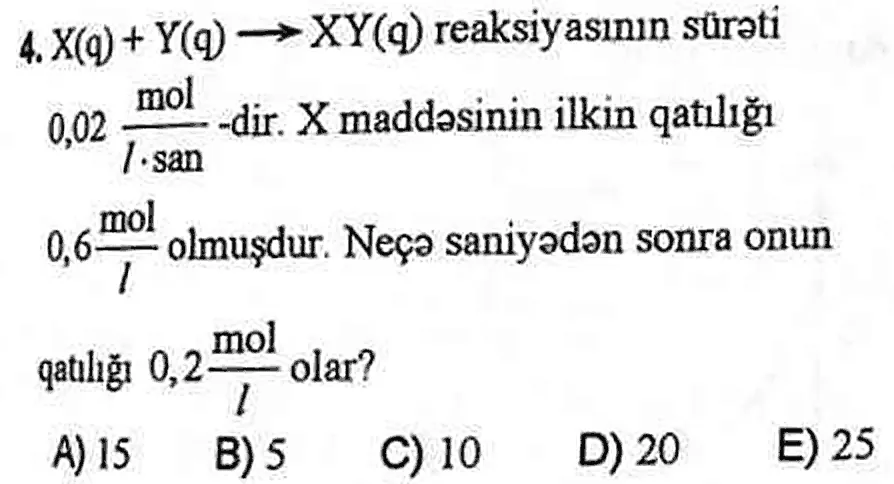 4. X(q) + Y(q) ⟶ XY(q) reaksiyasının sürəti
0,02 mol/l·san -dir. X maddəsinin ilkin qatılığı
0,6 mol/l olmuşdur. Neçə saniyədən sonra onun
qatılığı 0,2 mol/l olar?
A) 15 B) 5 C) 10 D) 20 E) 25